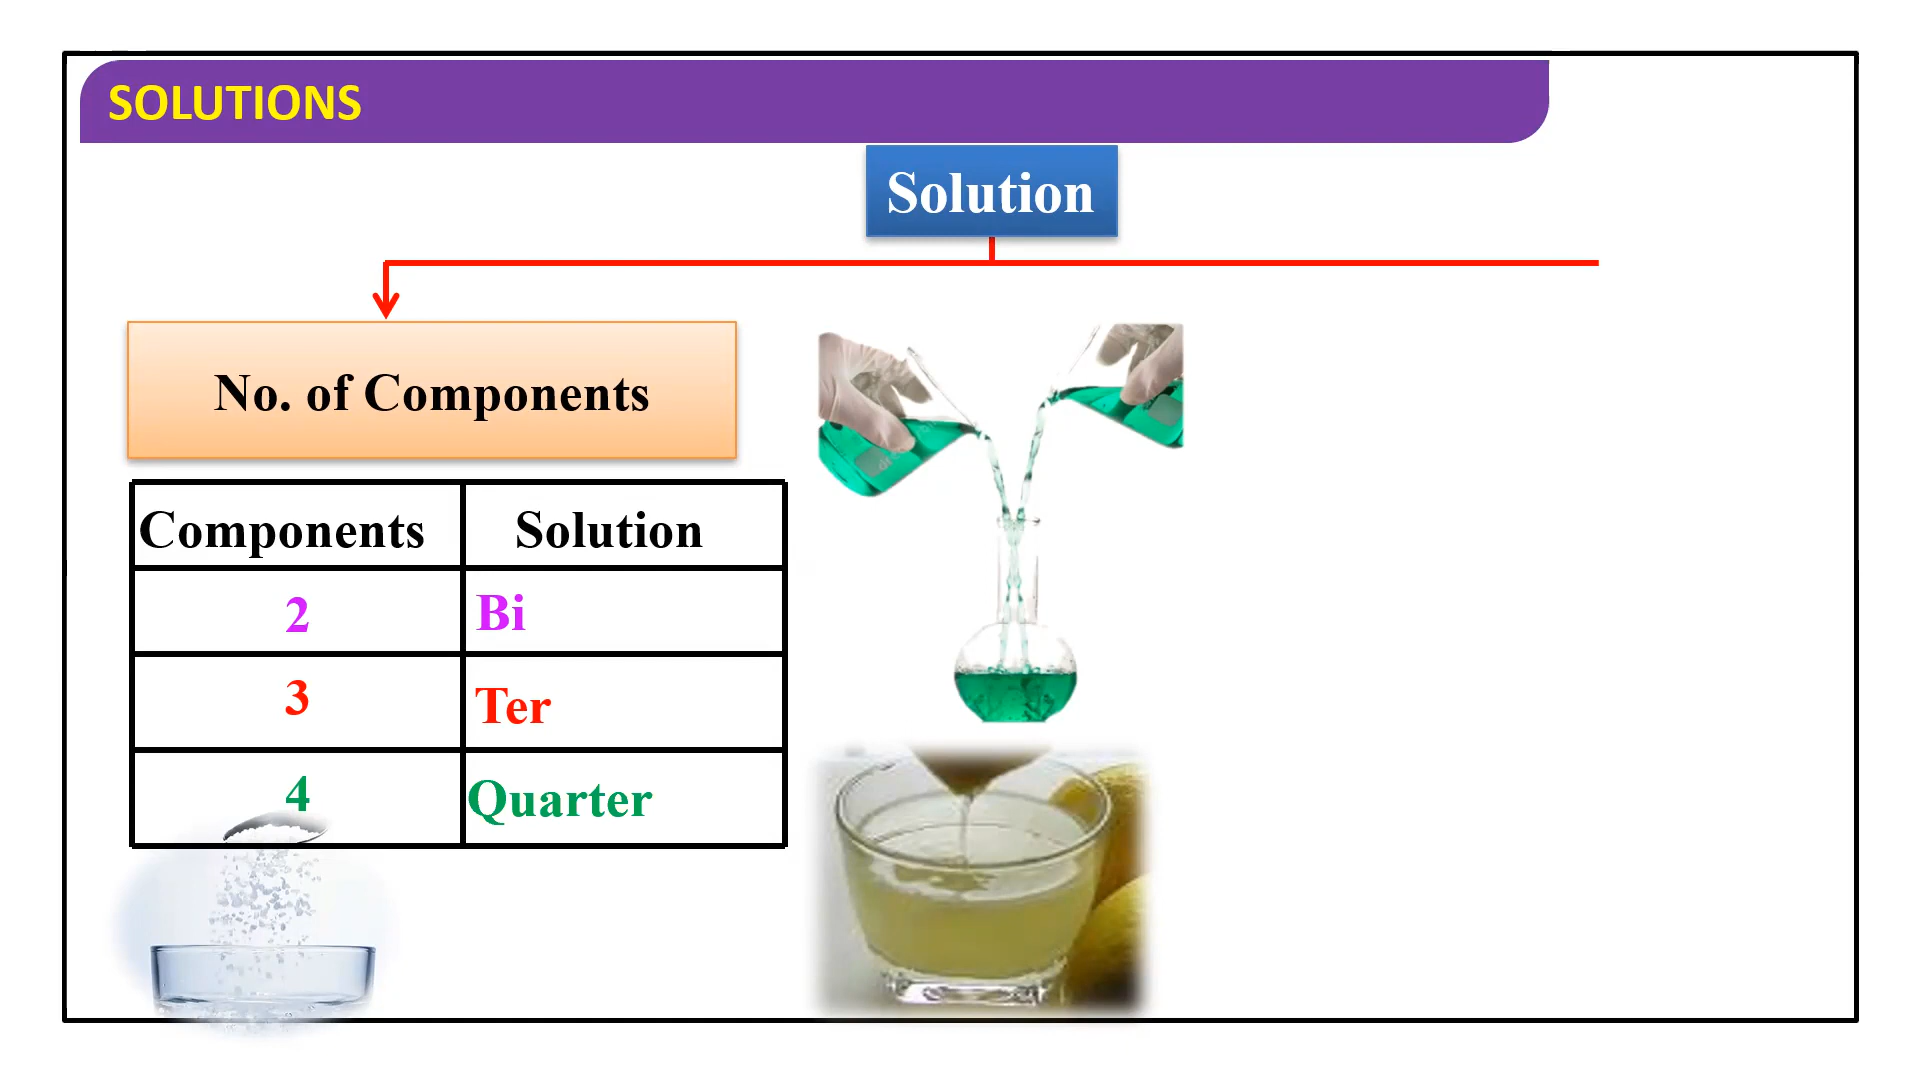 SOLUTIONS
Solution
No. of Components
Components Solution
2 Bi
3 Ter
4 Quarter